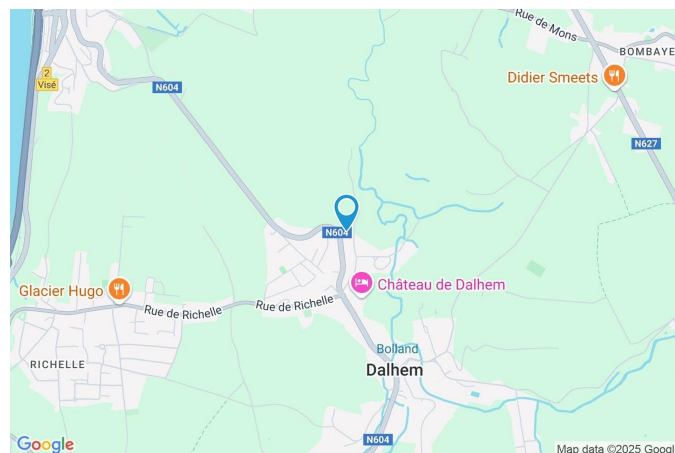 Rue de Mons
BOMBAYE
2
Visé
N604
Didier Smeets
N627
N604
Glacier Hugo
Château de Dalhem
Rue de Richelle
Rue de Richelle
Bolland
RICHELLE
Dalhem
N604
Google
Map data ©2025 Googl